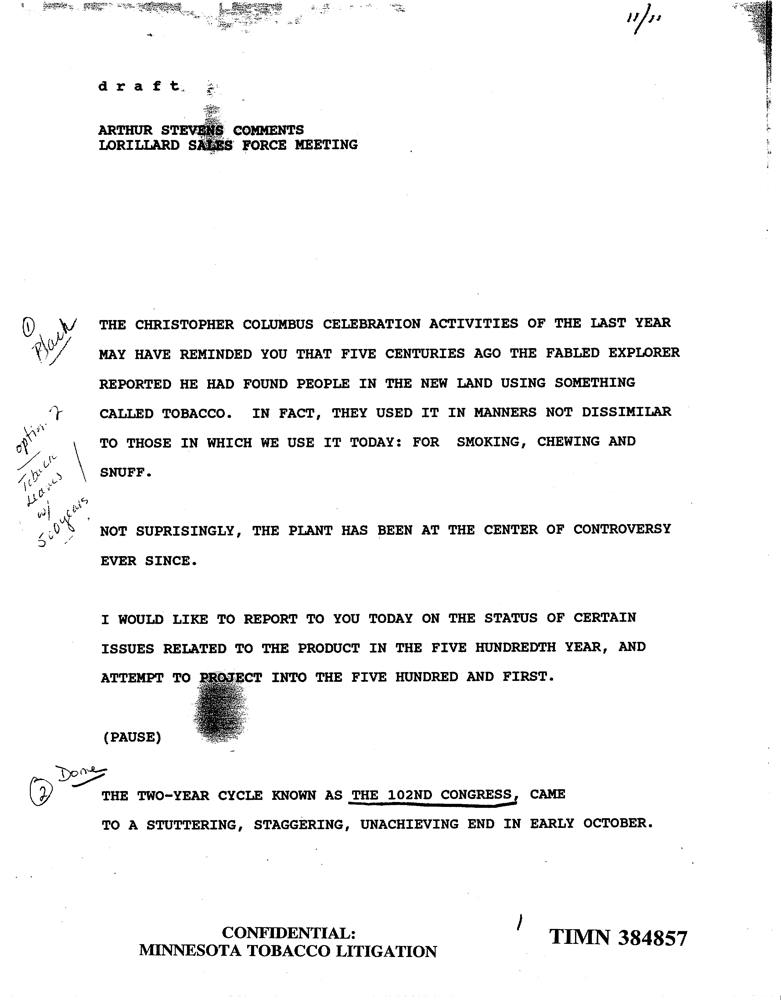 11/11
d r a f t
ARTHUR STEVENS COMMENTS
LORILLARD SALES FORCE MEETING
① Black
THE CHRISTOPHER COLUMBUS CELEBRATION ACTIVITIES OF THE LAST YEAR
MAY HAVE REMINDED YOU THAT FIVE CENTURIES AGO THE FABLED EXPLORER
REPORTED HE HAD FOUND PEOPLE IN THE NEW LAND USING SOMETHING
CALLED TOBACCO. IN FACT, THEY USED IT IN MANNERS NOT DISSIMILAR
TO THOSE IN WHICH WE USE IT TODAY: FOR SMOKING, CHEWING AND
SNUFF.
option 2
Leaves
w/
NOT SUPRISINGLY, THE PLANT HAS BEEN AT THE CENTER OF CONTROVERSY
EVER SINCE.
I WOULD LIKE TO REPORT TO YOU TODAY ON THE STATUS OF CERTAIN
ISSUES RELATED TO THE PRODUCT IN THE FIVE HUNDREDTH YEAR, AND
ATTEMPT TO PROJECT INTO THE FIVE HUNDRED AND FIRST.
(PAUSE)
② Dome
THE TWO-YEAR CYCLE KNOWN AS THE 102ND CONGRESS, CAME
TO A STUTTERING, STAGGERING, UNACHIEVING END IN EARLY OCTOBER.
1
CONFIDENTIAL:
MINNESOTA TOBACCO LITIGATION
TIMN 384857